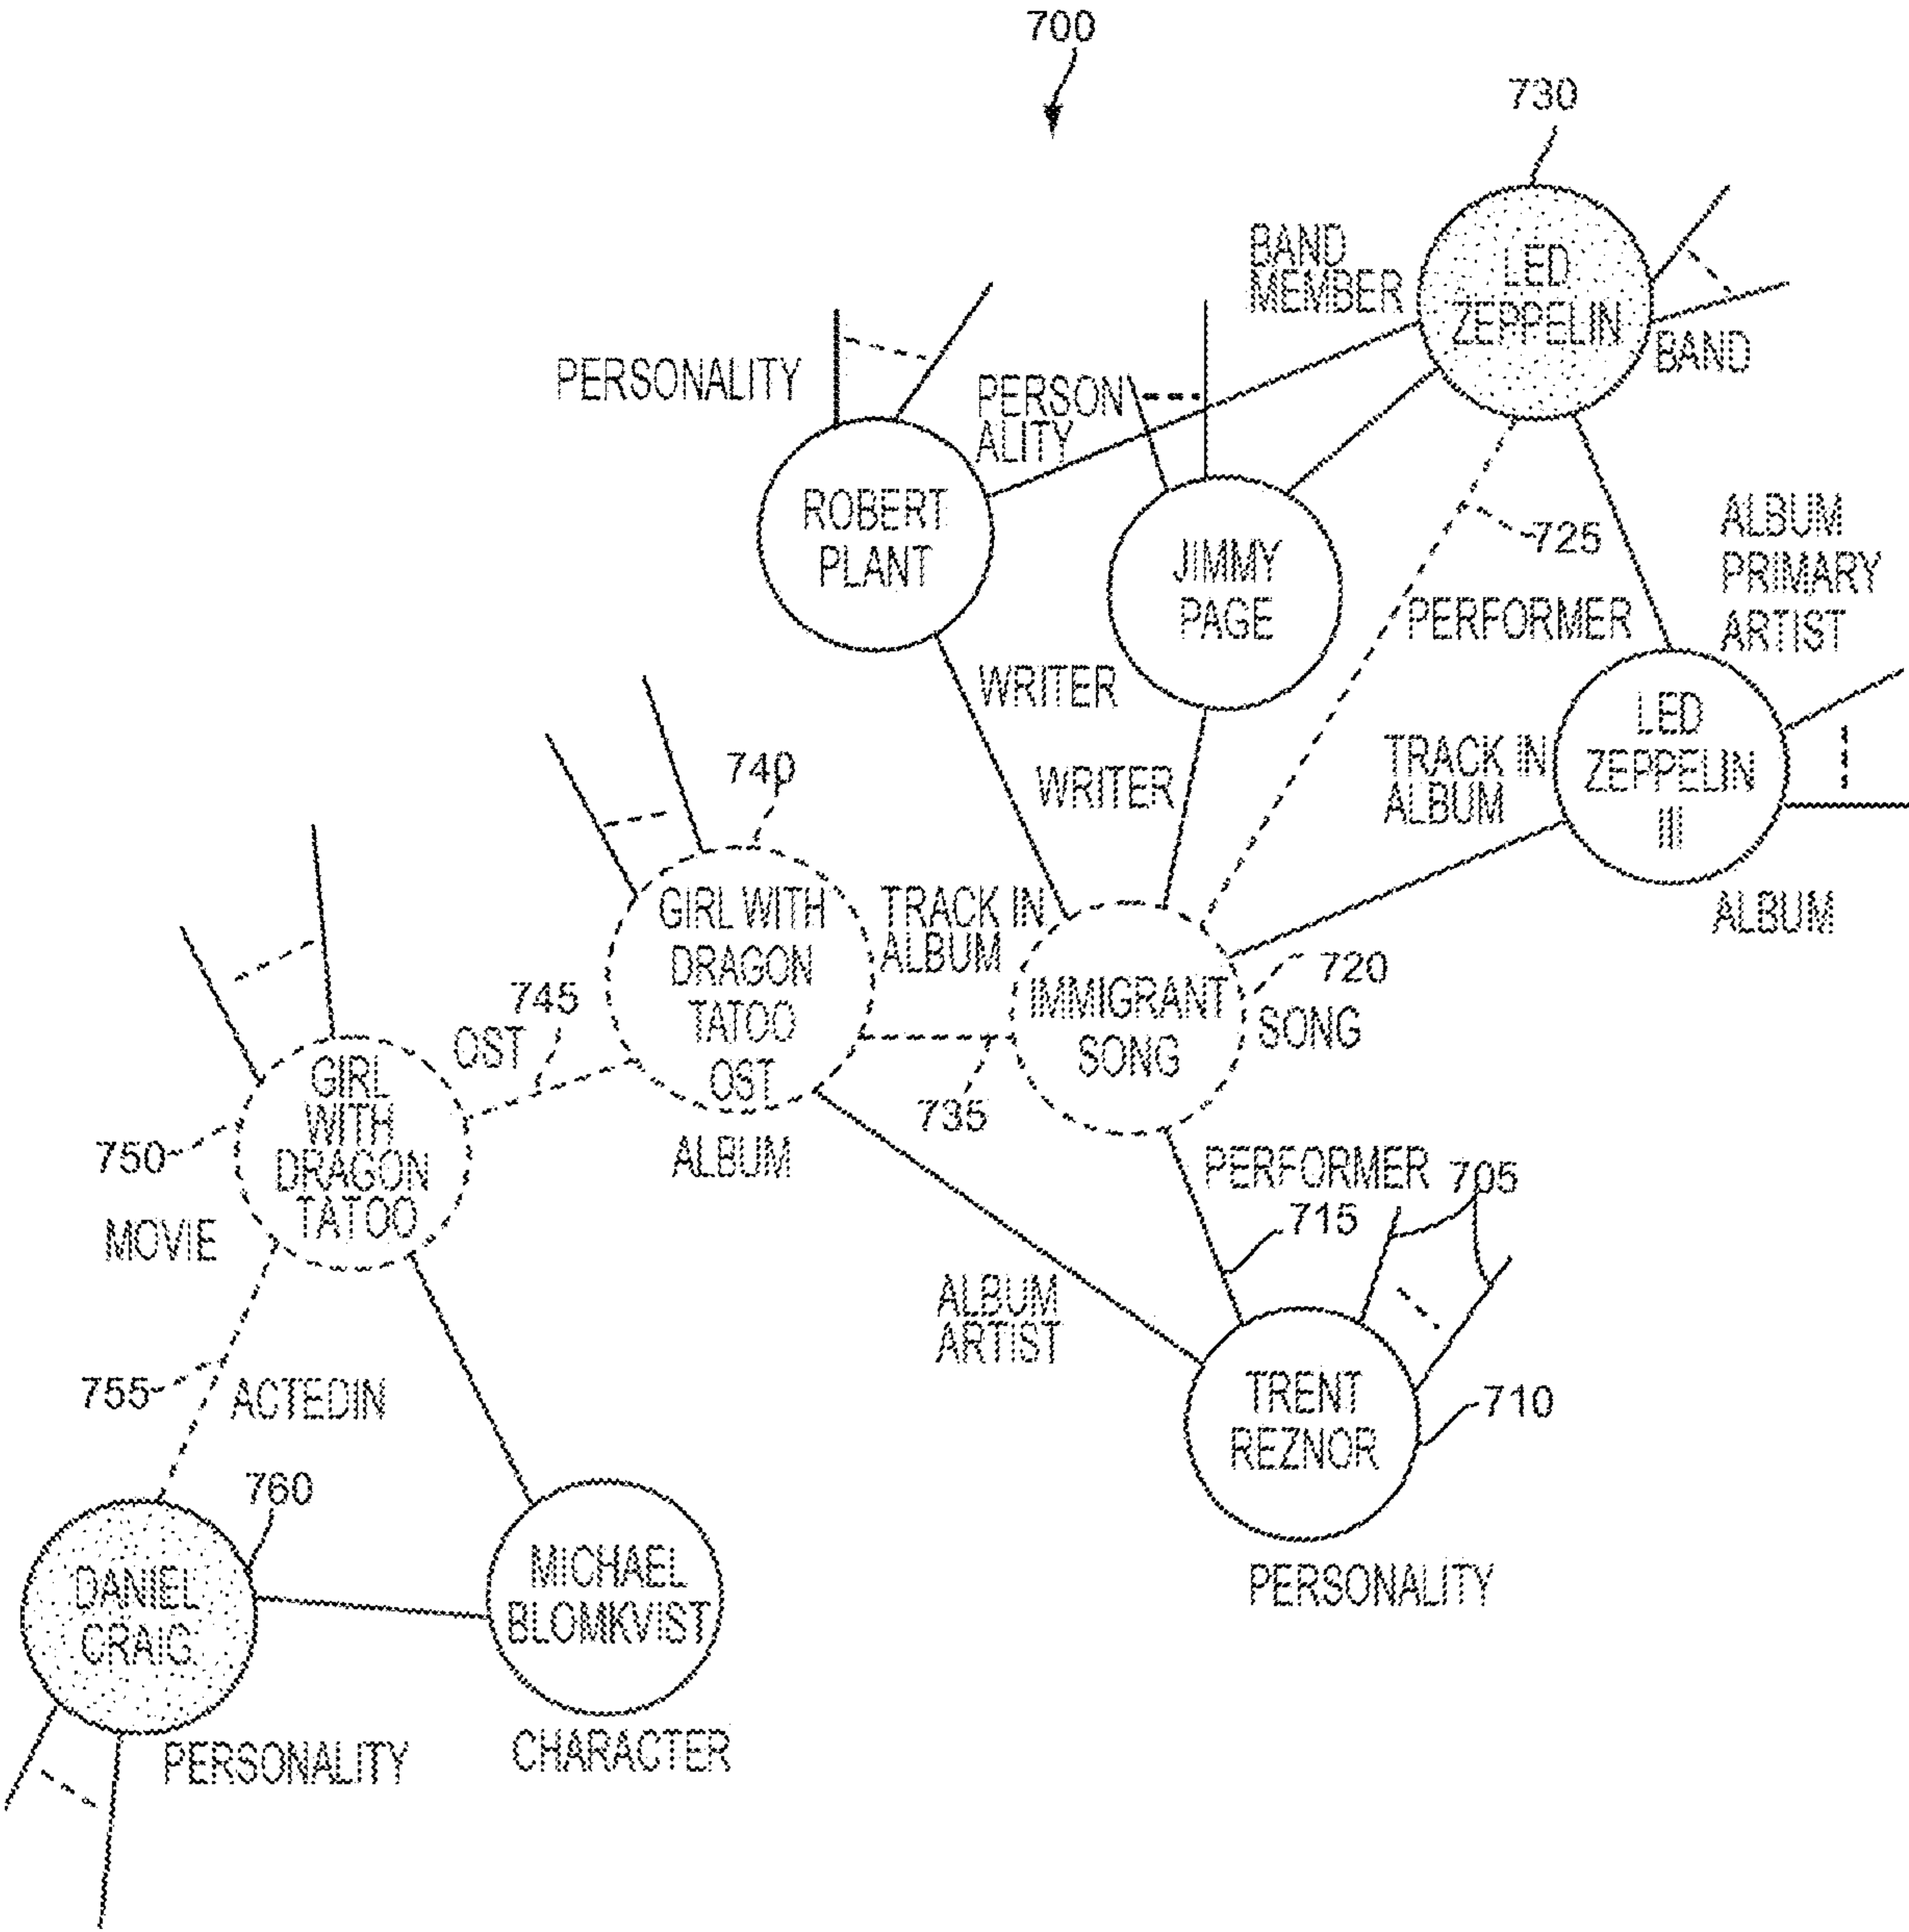 700
730
BAND
MEMBER
LED
ZEPPELIN
BAND
PERSONALITY
PERSON
ALITY
ROBERT
PLANT
JIMMY
PAGE
725
ALBUM
PRIMARY
ARTIST
PERFORMER
WRITER
WRITER
TRACK IN
ALBUM
LED
ZEPPELIN
III
ALBUM
740
GIRL WITH
DRAGON
TATOO
OST
ALBUM
TRACK IN
ALBUM
IMMIGRANT
SONG
720
SONG
735
745
OST
GIRL
WITH
DRAGON
TATOO
750
MOVIE
PERFORMER
705
715
ALBUM
ARTIST
TRENT
REZNOR
710
PERSONALITY
755
ACTEDIN
760
DANIEL
CRAIG
PERSONALITY
MICHAEL
BLOMKVIST
CHARACTER